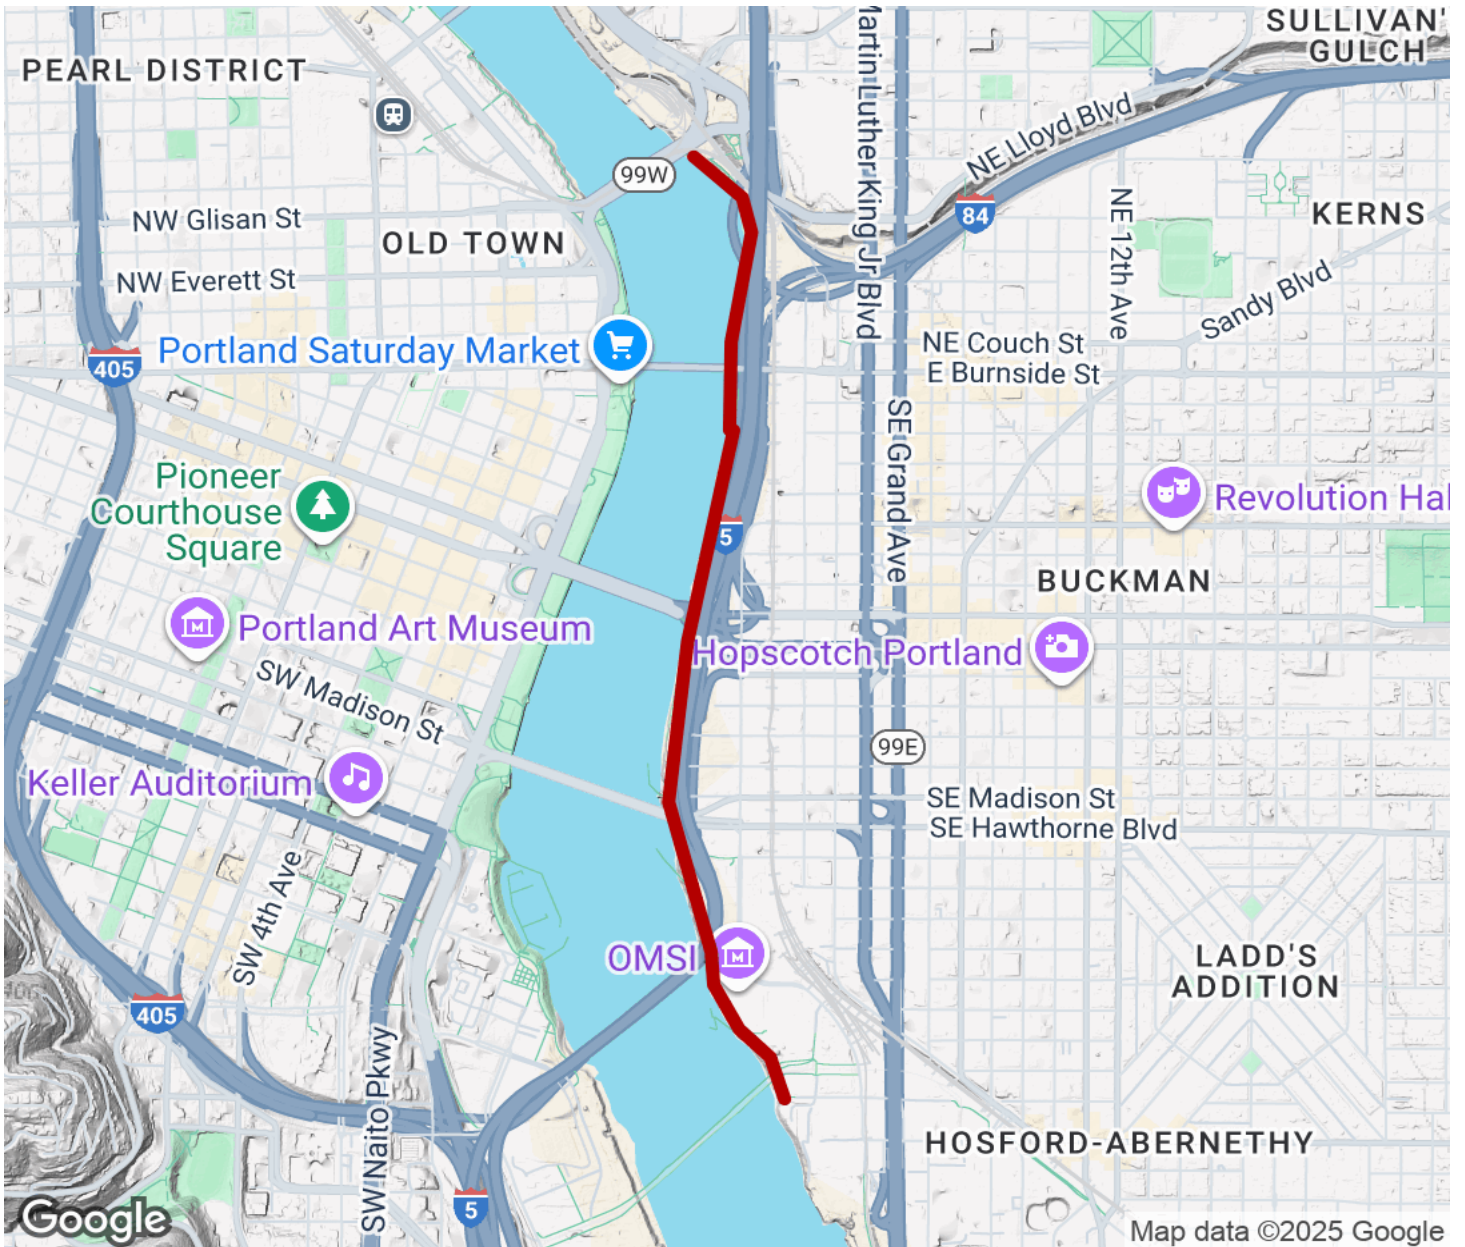 SULLIVAN'
GULCH
PEARL DISTRICT
Martin Luther King Jr Blvd
NE Lloyd Blvd
99W
84
NE 12th Ave
KERNS
NW Glisan St
OLD TOWN
NW Everett St
Sandy Blvd
Portland Saturday Market
405
NE Couch St
E Burnside St
SE Grand Ave
Pioneer
Courthouse
Square
Revolution Hal
5
BUCKMAN
Portland Art Museum
Hopscotch Portland
SW Madison St
99E
Keller Auditorium
SE Madison St
SE Hawthorne Blvd
SW 4th Ave
OMSI
LADD'S
ADDITION
405
SW Naito Pkwy
HOSFORD-ABERNETHY
5
Google
Map data ©2025 Google